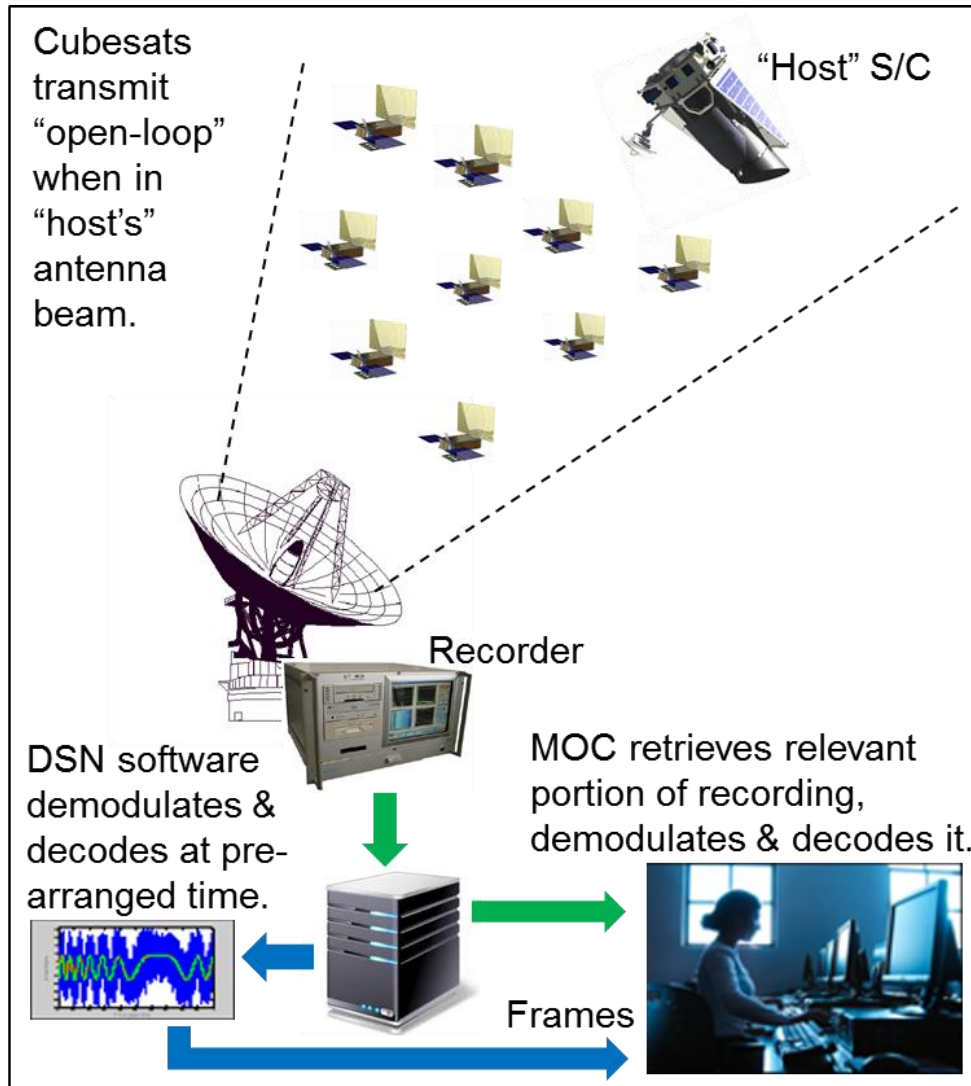 Cubesats
transmit
“open-loop”
when in
“host’s”
antenna
beam.
“Host” S/C
Recorder
DSN software
demodulates &
decodes at pre-
arranged time.
MOC retrieves relevant
portion of recording,
demodulates & decodes it.
Frames